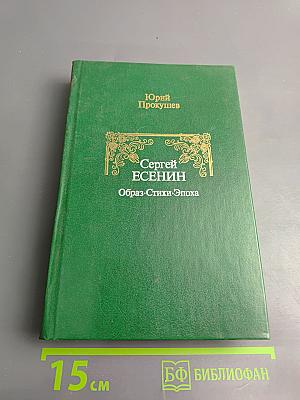 Юрий
Прокушев
Сергей
ЕСЕНИН
Образ·Стихи·Эпоха
15 см
БФ БИБЛИОФАН